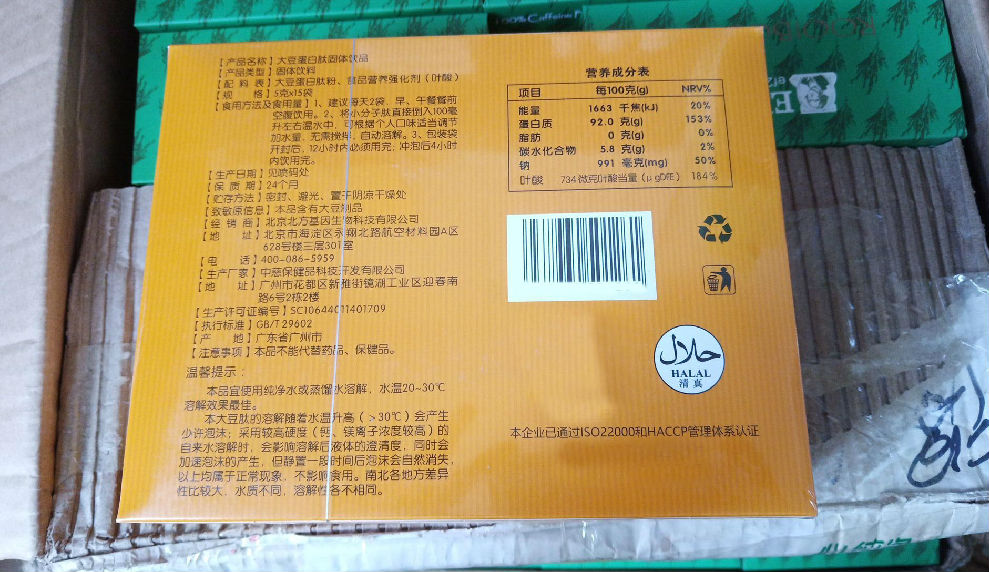 100% Caffeine F
【产品名称】大豆蛋白肽固体饮品
【产品类型】固体饮料
【配 料 表】大豆蛋白肽粉、食品营养强化剂（叶酸）
【规 格】5克x15袋
【食用方法及食用量】1、建议每天2袋，早、午餐餐前
空腹饮用。2、将小分子肽直接倒入100毫
升左右温水中，可根据个人口味适当调节
加水量，无需搅拌，自动溶解。3、包装袋
开封后，12小时内必须用完；冲泡后4小时
内饮用完。
【生产日期】见喷码处
【保 质 期】24个月
【贮存方法】密封、避光、置于阴凉干燥处
【致敏原信息】本品含有大豆制品
【经 销 商】北京北方基因生物科技有限公司
【地 址】北京市海淀区永翔北路航空材料园A区
628号楼三层301室
【电 话】400-086-5959
【生产厂家】中慈保健品科技开发有限公司
【地 址】广州市花都区新雅街镜湖工业区迎春南
路6号2栋2楼
【生产许可证编号】SC10644011401709
【执行标准】GB/T 29602
【产 地】广东省广州市
【注意事项】本品不能代替药品、保健品。
温馨提示：
本品宜使用纯净水或蒸馏水溶解，水温20~30℃
溶解效果最佳。
本大豆肽的溶解随着水温升高（>30℃）会产生
少许泡沫；采用较高硬度（钙、镁离子浓度较高）的
自来水溶解时，会影响溶解后液体的澄清度，同时会
加速泡沫的产生，但静置一段时间后泡沫会自然消失，
以上均属于正常现象，不影响食用。南北各地方差异
性比较大，水质不同，溶解性各不相同。
营养成分表
项目 每100克(g) NRV%
能量 1663 千焦(kJ) 20%
蛋白质 92.0 克(g) 153%
脂肪 0 克(g) 0%
碳水化合物 5.8 克(g) 2%
钠 991 毫克(mg) 50%
叶酸 734微克叶酸当量（μgDFE） 184%
حلال
HALAL
清真
本企业已通过ISO22000和HACCP管理体系认证